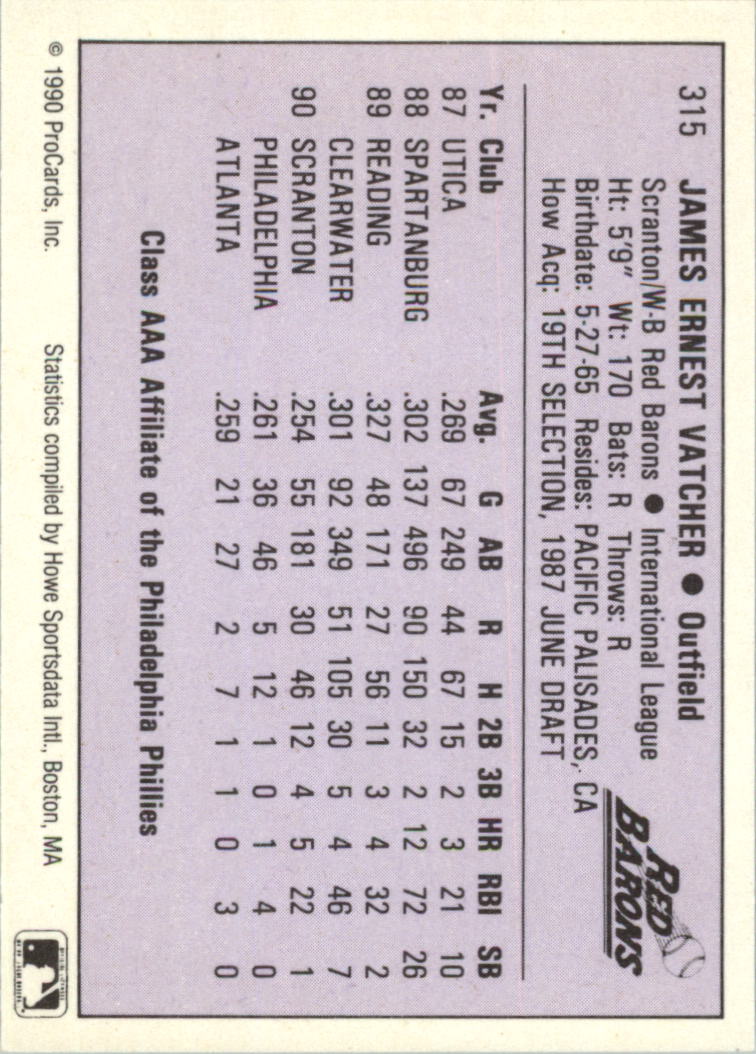 315 JAMES ERNEST VATCHER ● Outfield
Scranton/W-B Red Barons ● International League
Ht: 5'9" Wt: 170 Bats: R Throws: R
Birthdate: 5-27-65 Resides: PACIFIC PALISADES, CA
How Acq: 19TH SELECTION, 1987 JUNE DRAFT
RED
BARONS
Yr. Club Avg. G AB R H 2B 3B HR RBI SB
87 UTICA .269 67 249 44 67 15 2 3 21 10
88 SPARTANBURG .302 137 496 90 150 32 2 12 72 26
89 READING .327 48 171 27 56 11 3 4 32 2
CLEARWATER .301 92 349 51 105 30 5 4 46 7
90 SCRANTON .254 55 181 30 46 12 4 5 22 1
PHILADELPHIA .261 36 46 5 12 1 0 1 4 0
ATLANTA .259 21 27 2 7 1 1 0 3 0
Class AAA Affiliate of the Philadelphia Phillies
© 1990 ProCards, Inc. Statistics compiled by Howe Sportsdata Intl., Boston, MA